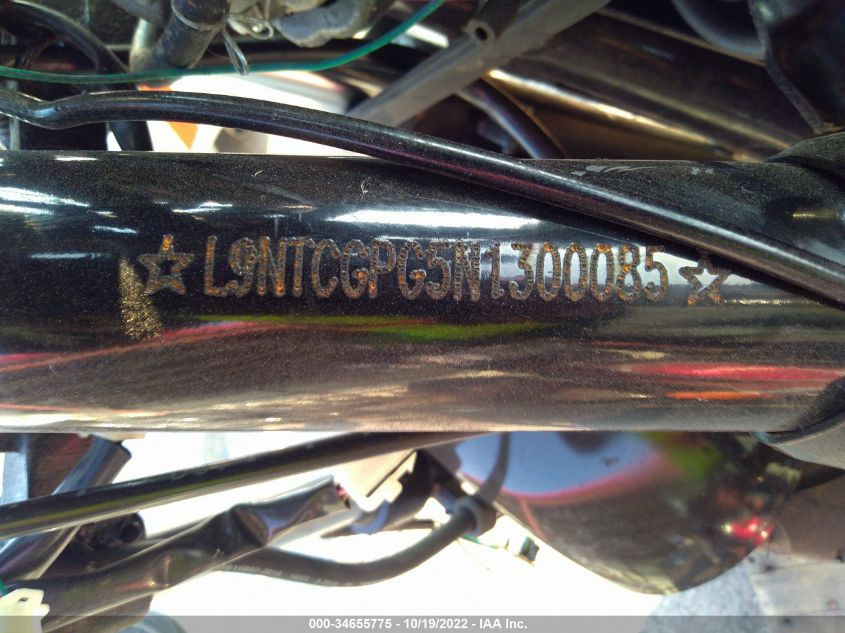 ☆L9NTCGPG5N1300085☆
000-34655775 - 10/19/2022 - IAA Inc.